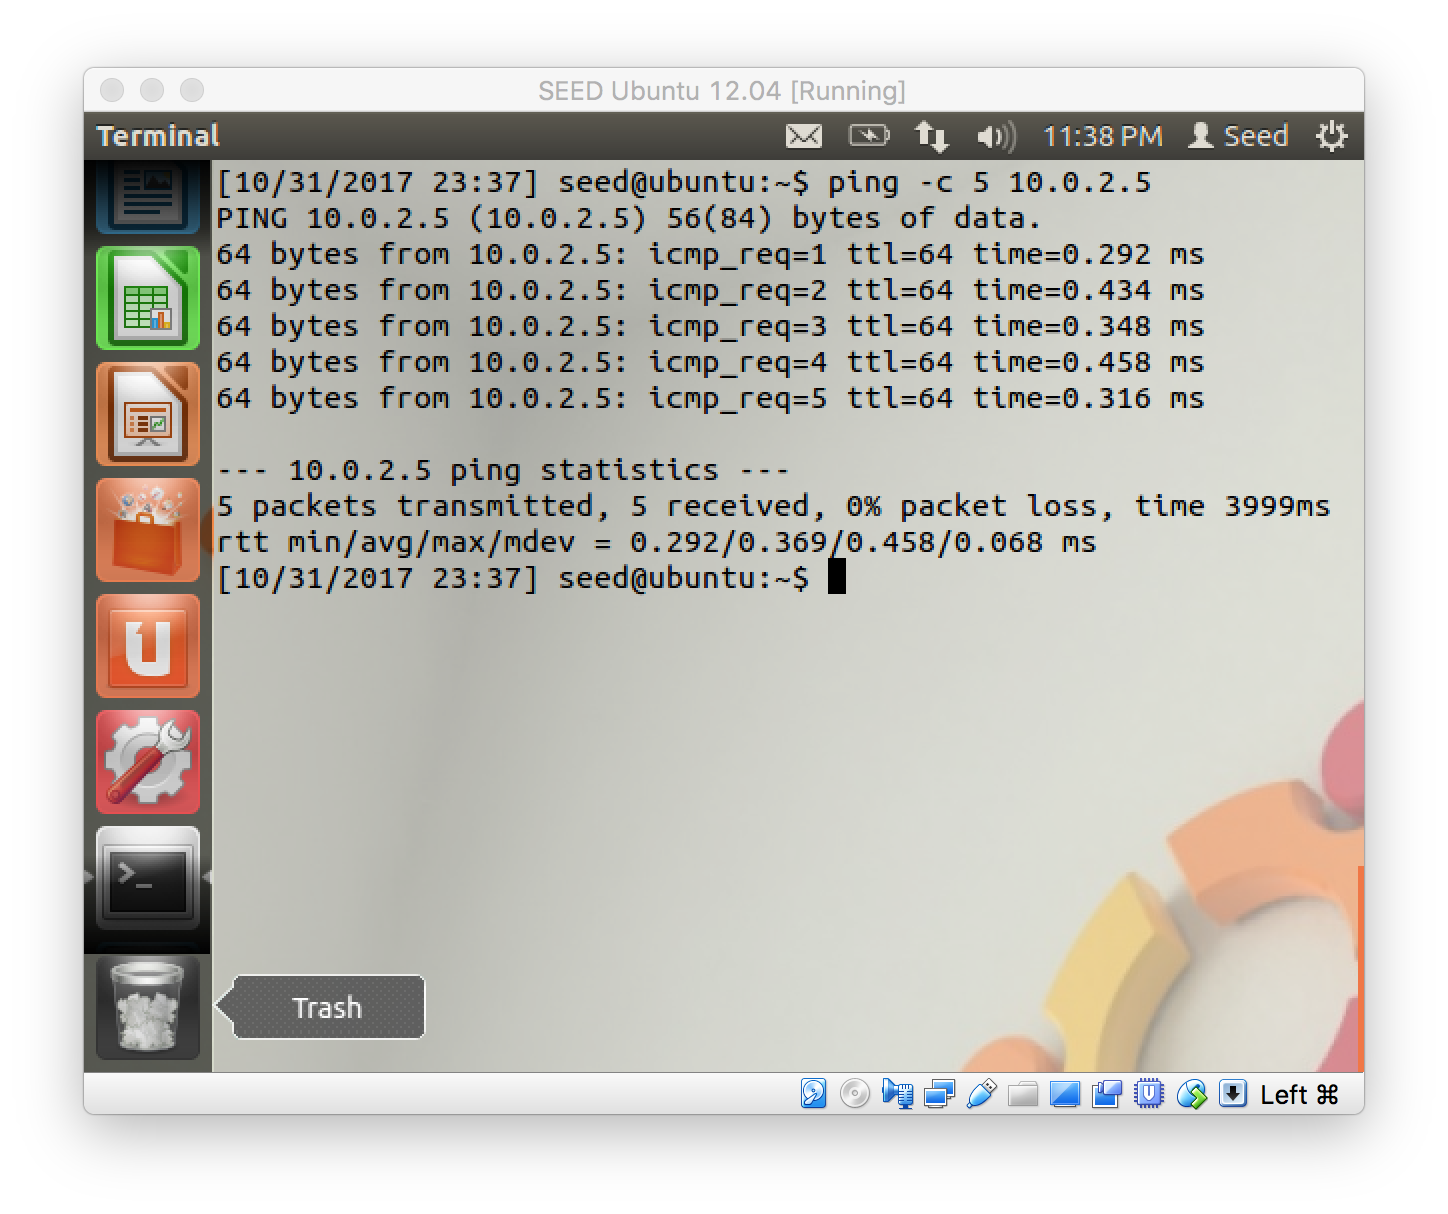 SEED Ubuntu 12.04 [Running]
Terminal
11:38 PM
Seed
[10/31/2017 23:37] seed@ubuntu:~$ ping -c 5 10.0.2.5
PING 10.0.2.5 (10.0.2.5) 56(84) bytes of data.
64 bytes from 10.0.2.5: icmp_req=1 ttl=64 time=0.292 ms
64 bytes from 10.0.2.5: icmp_req=2 ttl=64 time=0.434 ms
64 bytes from 10.0.2.5: icmp_req=3 ttl=64 time=0.348 ms
64 bytes from 10.0.2.5: icmp_req=4 ttl=64 time=0.458 ms
64 bytes from 10.0.2.5: icmp_req=5 ttl=64 time=0.316 ms
--- 10.0.2.5 ping statistics ---
5 packets transmitted, 5 received, 0% packet loss, time 3999ms
rtt min/avg/max/mdev = 0.292/0.369/0.458/0.068 ms
[10/31/2017 23:37] seed@ubuntu:~$
Trash
Left ⌘